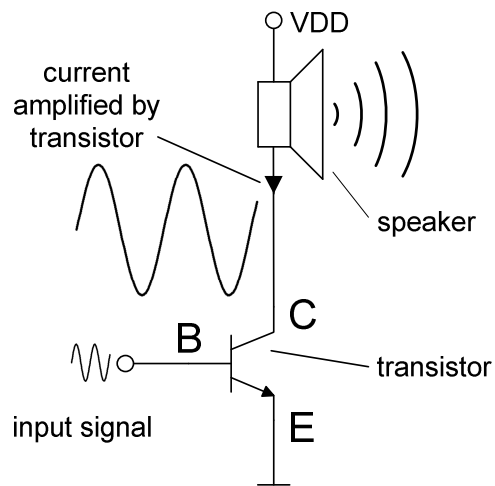 VDD
current
amplified by
transistor
speaker
C
B
transistor
input signal
E